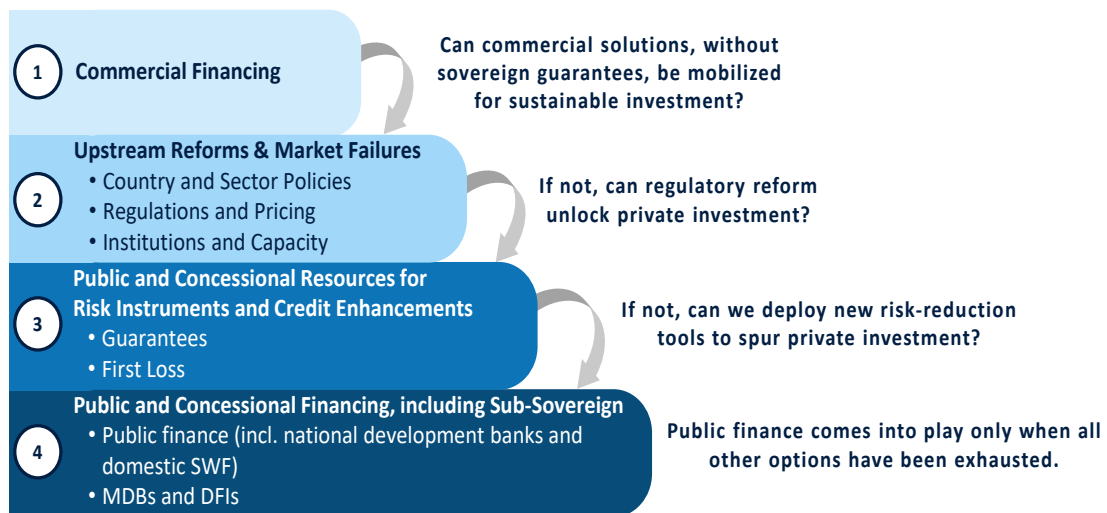 1
Commercial Financing
Can commercial solutions, without
sovereign guarantees, be mobilized
for sustainable investment?
2
Upstream Reforms & Market Failures
• Country and Sector Policies
• Regulations and Pricing
• Institutions and Capacity
If not, can regulatory reform
unlock private investment?
3
Public and Concessional Resources for
Risk Instruments and Credit Enhancements
• Guarantees
• First Loss
If not, can we deploy new risk-reduction
tools to spur private investment?
4
Public and Concessional Financing, including Sub-Sovereign
• Public finance (incl. national development banks and
domestic SWF)
• MDBs and DFIs
Public finance comes into play only when all
other options have been exhausted.